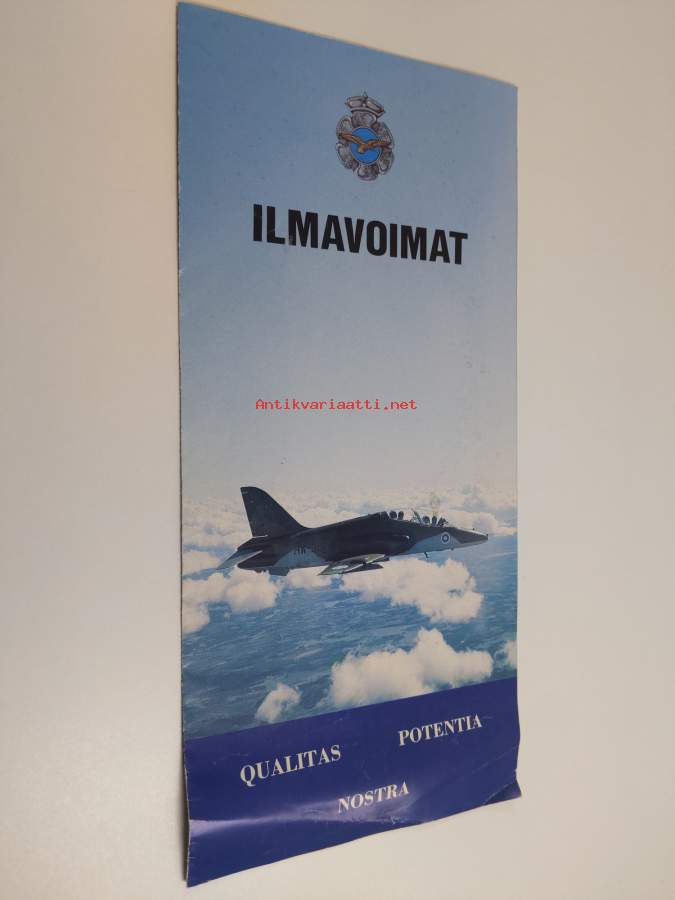 ILMAVOIMAT
Antikvariaatti.net
QUALITAS POTENTIA
NOSTRA